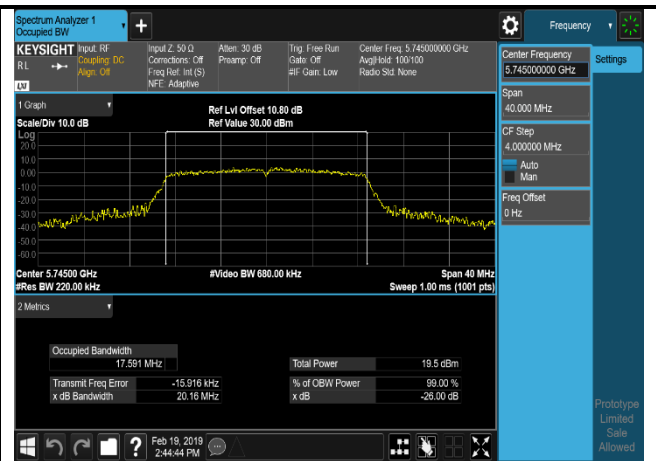 Spectrum Analyzer 1
Occupied BW
+
Frequency
KEYSIGHT
RL
Input: RF
Coupling: DC
Align: Off
Input Z: 50 Ω
Corrections: Off
Freq Ref: Int (S)
NFE: Adaptive
Atten: 30 dB
Preamp: Off
Trig: Free Run
Gate: Off
#IF Gain: Low
Center Freq: 5.745000000 GHz
Avg|Hold: 100/100
Radio Std: None
Center Frequency
5.745000000 GHz
Settings
Span
40.000 MHz
CF Step
4.000000 MHz
Auto
Man
Freq Offset
0 Hz
1 Graph
Scale/Div 10.0 dB
Ref Lvl Offset 10.80 dB
Ref Value 30.00 dBm
Log
20.0
10.0
0.00
-10.0
-20.0
-30.0
-40.0
-50.0
-60.0
Center 5.74500 GHz
#Res BW 220.00 kHz
#Video BW 680.00 kHz
Span 40 MHz
Sweep 1.00 ms (1001 pts)
2 Metrics
Occupied Bandwidth
17.591 MHz
Total Power 19.5 dBm
Transmit Freq Error -15.916 kHz
% of OBW Power 99.00 %
x dB Bandwidth 20.16 MHz
x dB -26.00 dB
Prototype
Limited
Sale
Allowed
?
Feb 19, 2019
2:44:44 PM